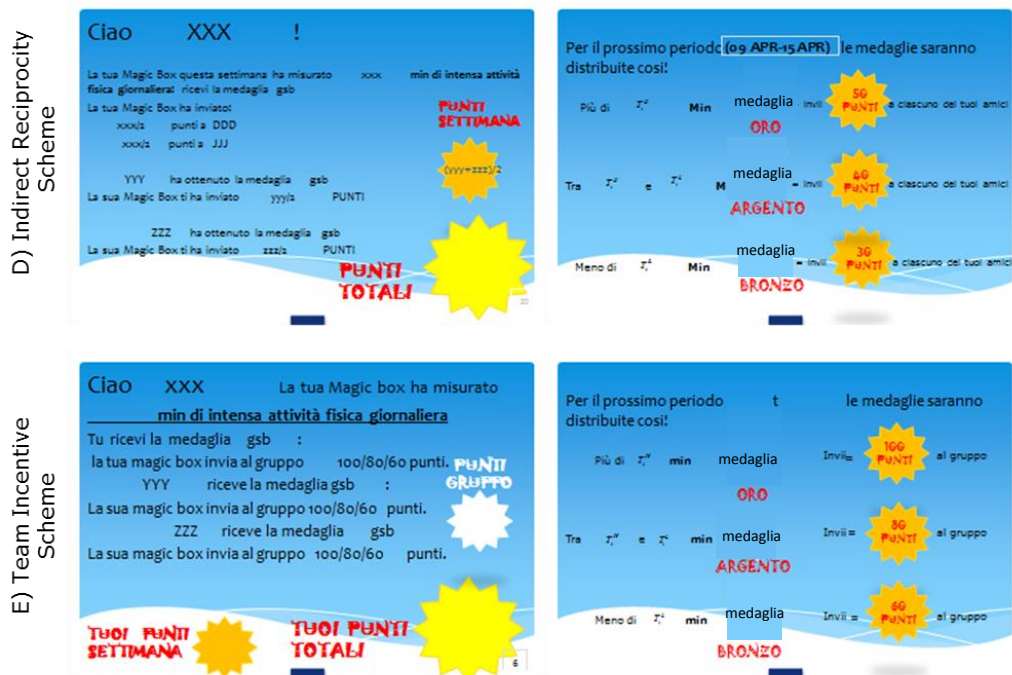 D) Indirect Reciprocity
Scheme
Ciao XXX !
La tua Magic Box questa settimana ha misurato xxx min di intensa attività
fisica giornaliera! ricevi la medaglia gsb
La tua Magic Box ha inviato:
xxx/2 punti a DDD
xxx/2 punti a JJJ
YYY ha ottenuto la medaglia gsb
La sua Magic Box ti ha inviato yyy/2 PUNTI
ZZZ ha ottenuto la medaglia gsb
La sua Magic Box ti ha inviato zzz/2 PUNTI
PUNTI
SETTIMANA
(yyy+zzz)/2
PUNTI
TOTALI
Per il prossimo periodo (09 APR-15 APR) le medaglie saranno
distribuite cosi!
Più di Min medaglia = Invii 50 PUNTI a ciascuno dei tuoi amici
ORO
Tra e M medaglia = Invii 40 PUNTI a ciascuno dei tuoi amici
ARGENTO
Meno di Min medaglia = Invii 30 PUNTI a ciascuno dei tuoi amici
BRONZO
E) Team Incentive
Scheme
Ciao XXX La tua Magic box ha misurato
min di intensa attività fisica giornaliera
Tu ricevi la medaglia gsb :
la tua magic box invia al gruppo 100/80/60 punti.
YYY riceve la medaglia gsb :
La sua magic box invia al gruppo 100/80/60 punti.
ZZZ riceve la medaglia gsb
La sua magic box invia al gruppo 100/80/60 punti.
PUNTI
GRUPPO
TUOI PUNTI
SETTIMANA
TUOI PUNTI
TOTALI
6
Per il prossimo periodo t le medaglie saranno
distribuite cosi!
Più di min medaglia Invii= 100 PUNTI al gruppo
ORO
Tra e min medaglia Invii = 80 PUNTI al gruppo
ARGENTO
Meno di min medaglia Invii = 60 PUNTI al gruppo
BRONZO